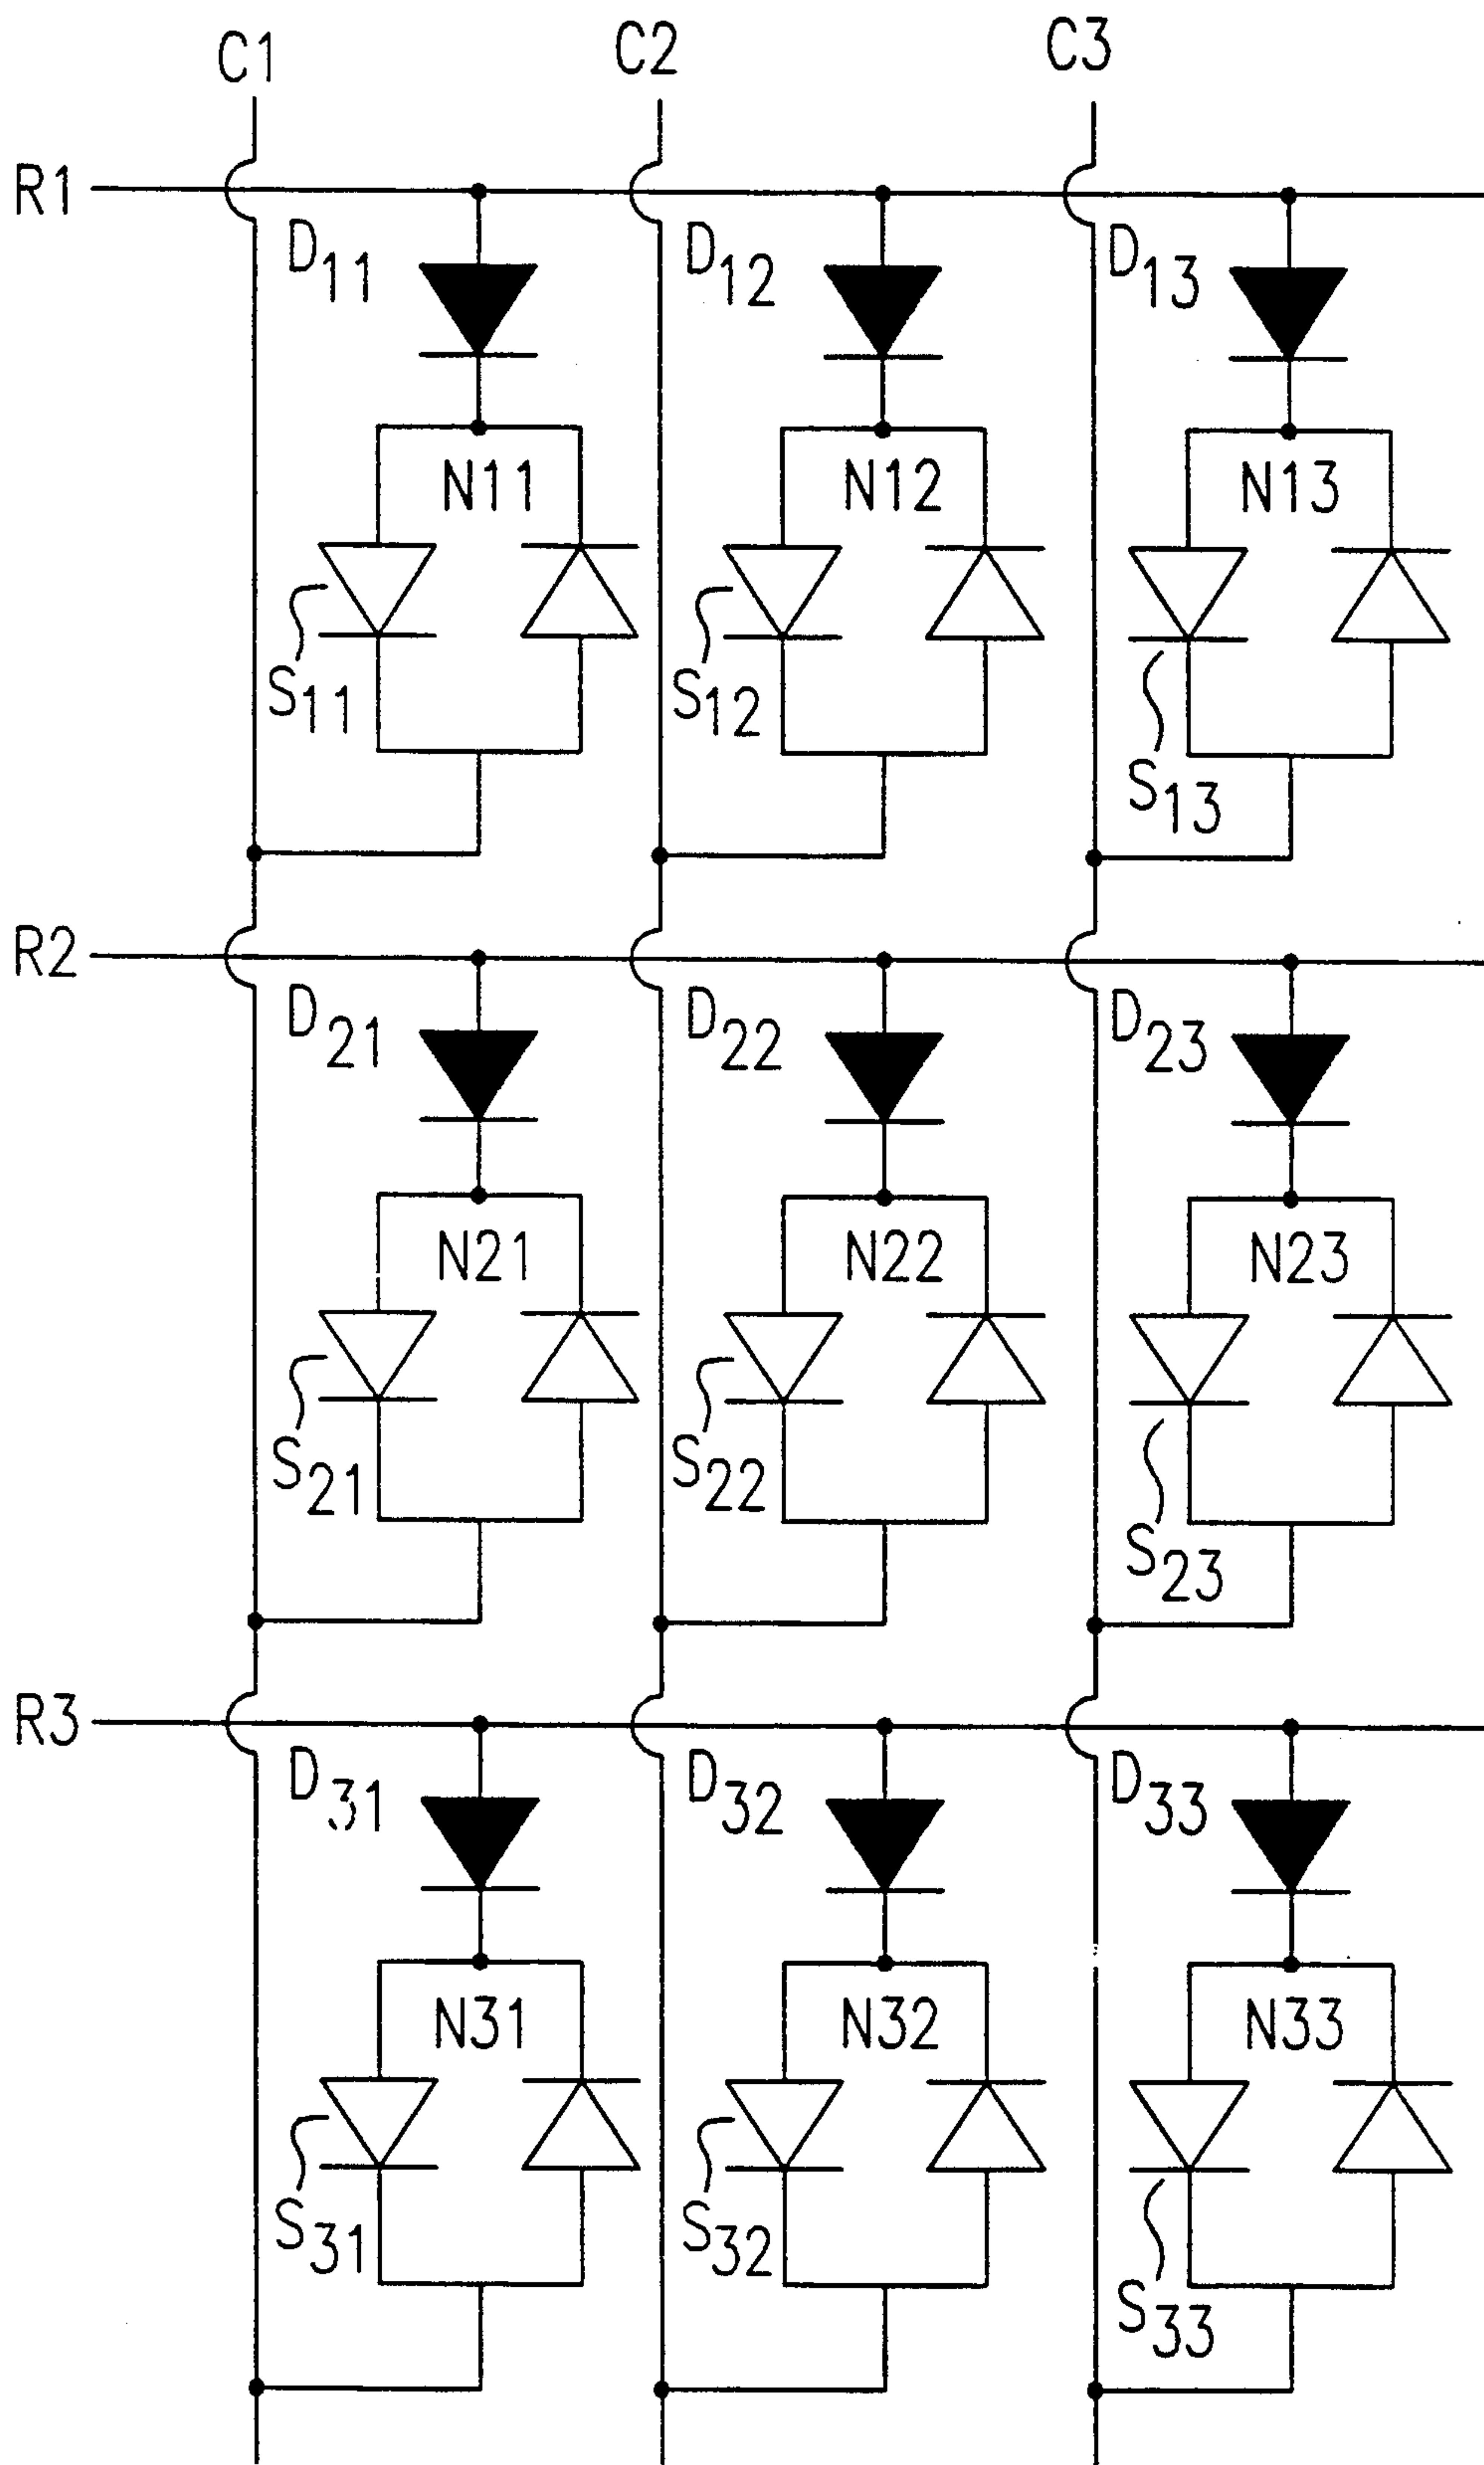 C1 C2 C3
R1
D11 D12 D13
N11 N12 N13
S11 S12 S13
R2
D21 D22 D23
N21 N22 N23
S21 S22 S23
R3
D31 D32 D33
N31 N32 N33
S31 S32 S33